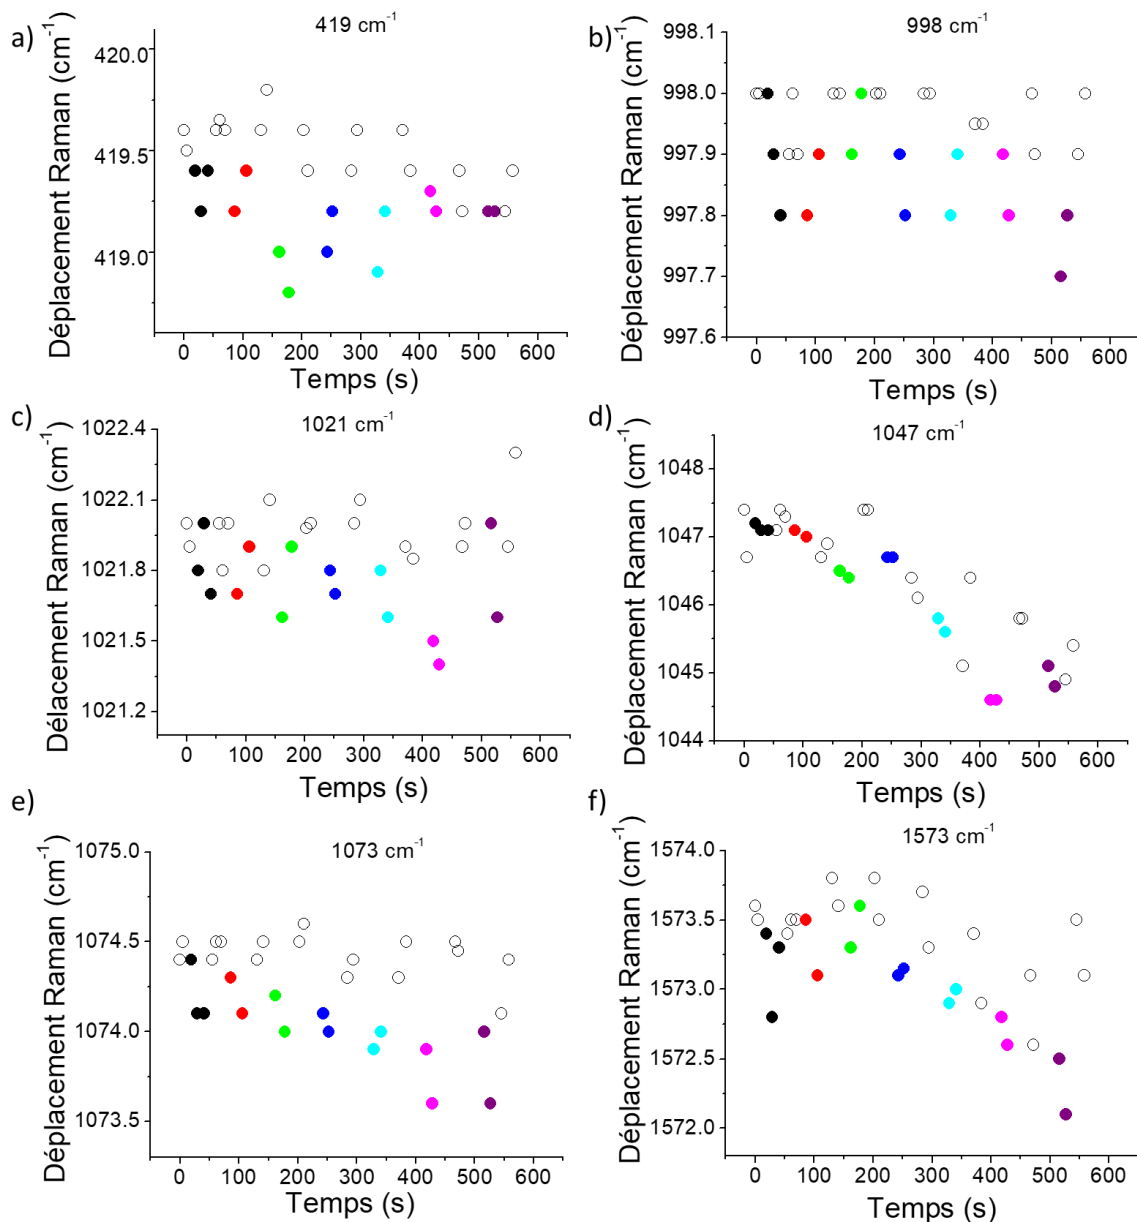 a)
419 cm⁻¹
Déplacement Raman (cm⁻¹)
420.0
419.5
419.0
0 100 200 300 400 500 600
Temps (s)
b)
998 cm⁻¹
Déplacement Raman (cm⁻¹)
998.1
998.0
997.9
997.8
997.7
997.6
0 100 200 300 400 500 600
Temps (s)
c)
1021 cm⁻¹
Délacement Raman (cm⁻¹)
1022.4
1022.1
1021.8
1021.5
1021.2
0 100 200 300 400 500 600
Temps (s)
d)
1047 cm⁻¹
Déplacement Raman (cm⁻¹)
1048
1047
1046
1045
1044
0 100 200 300 400 500 600
Temps (s)
e)
1073 cm⁻¹
Déplacement Raman (cm⁻¹)
1075.0
1074.5
1074.0
1073.5
0 100 200 300 400 500 600
Temps (s)
f)
1573 cm⁻¹
Déplacement Raman (cm⁻¹)
1574.0
1573.5
1573.0
1572.5
1572.0
0 100 200 300 400 500 600
Temps (s)